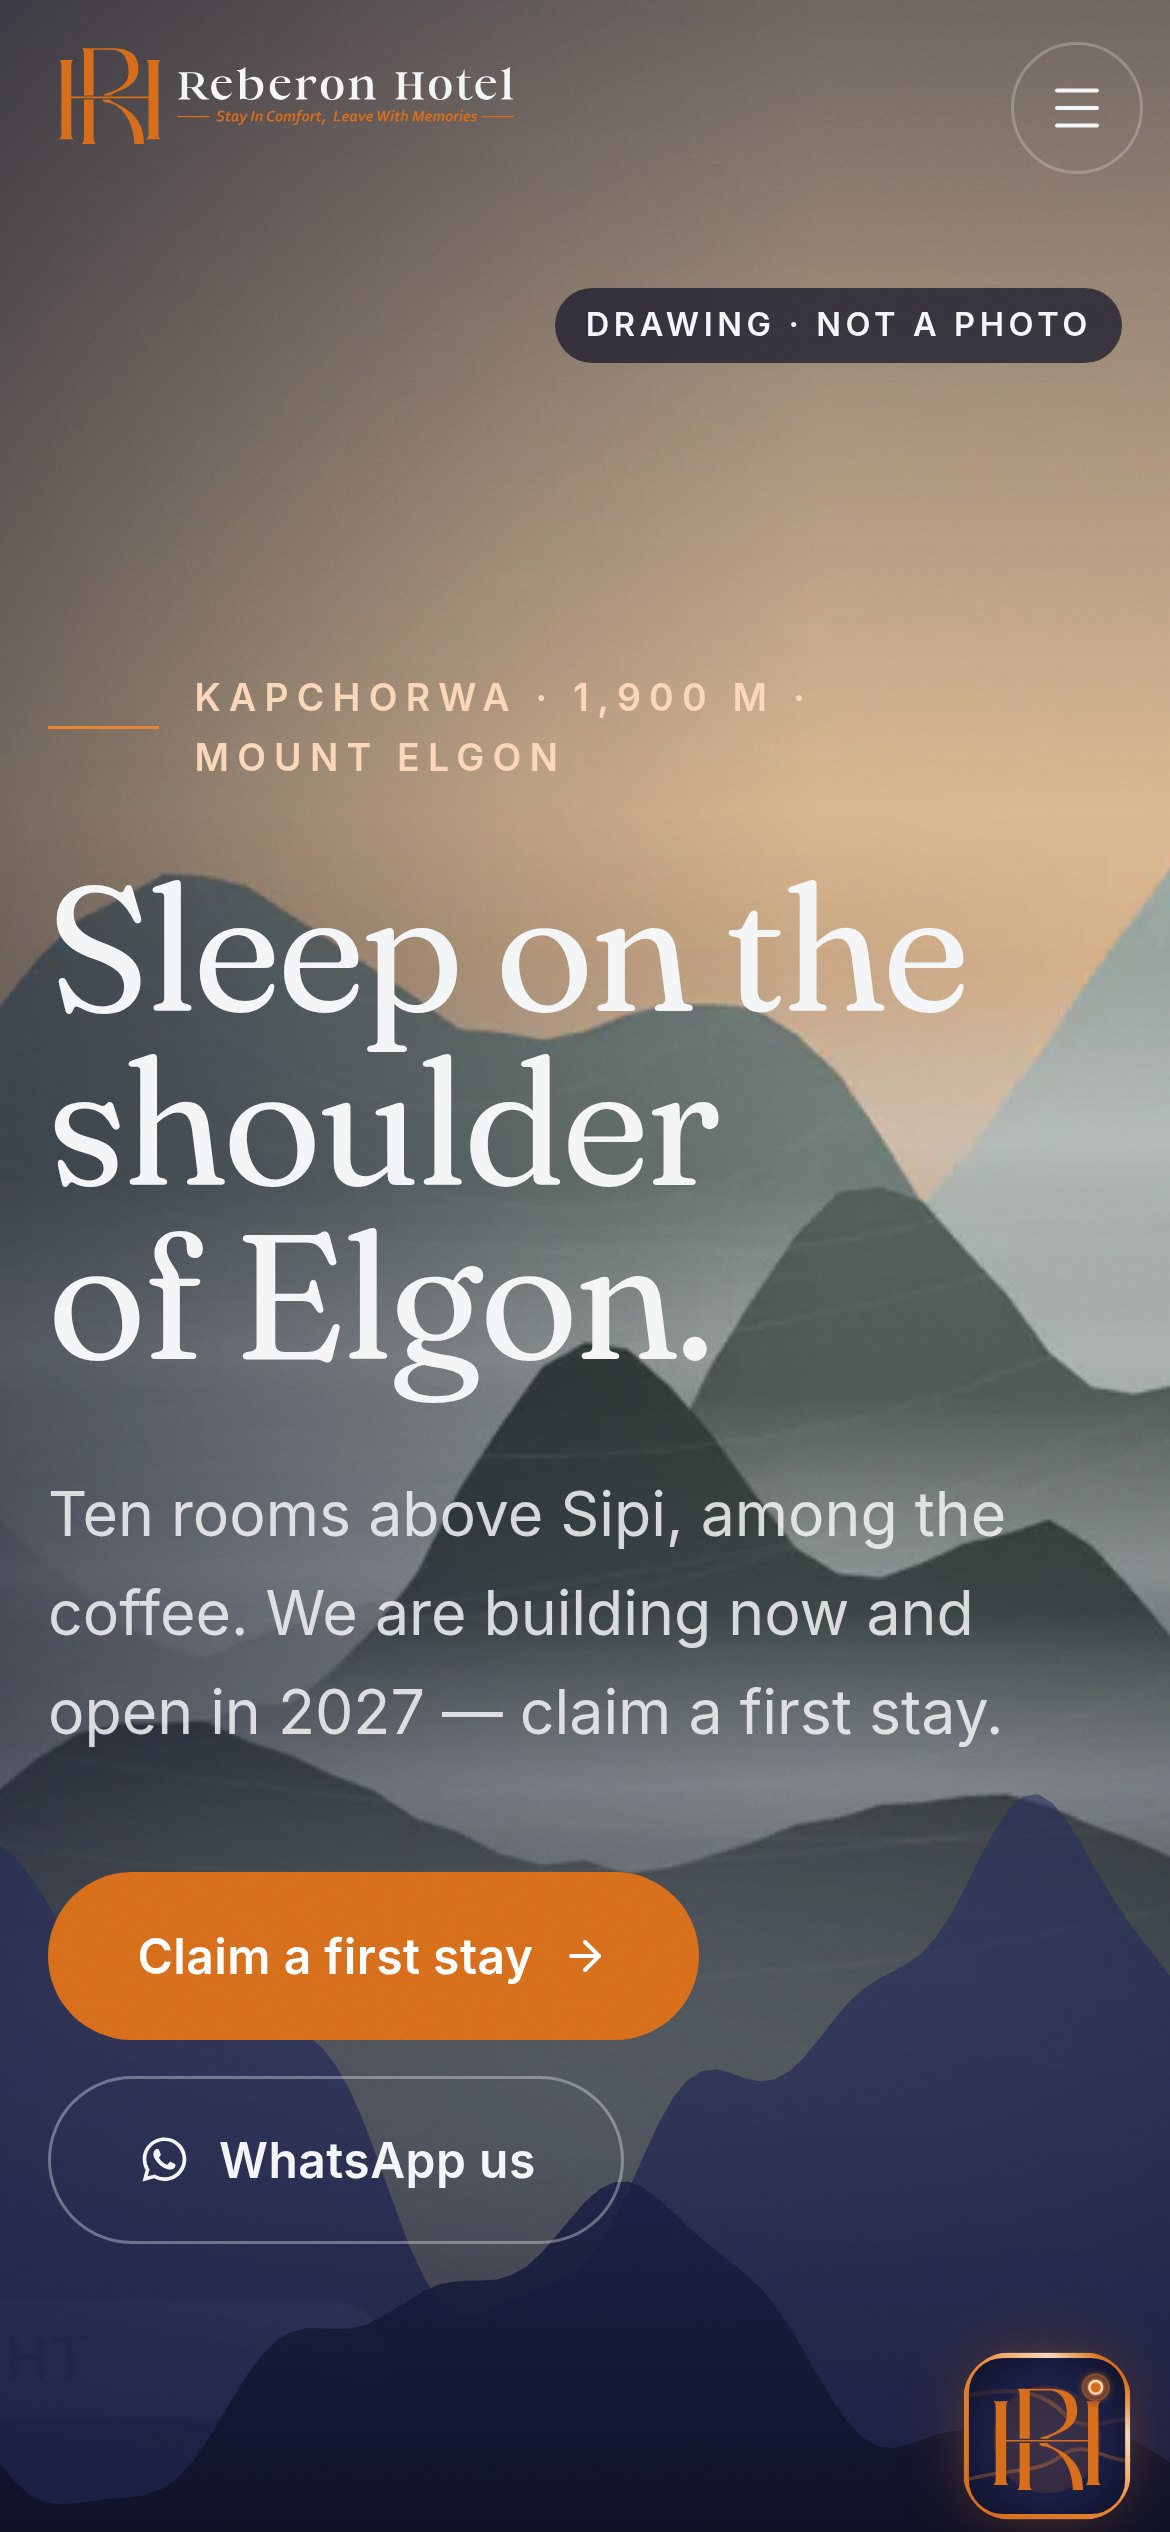 Reberon Hotel
Stay In Comfort, Leave With Memories
DRAWING · NOT A PHOTO
KAPCHORWA · 1,900 M ·
MOUNT ELGON
Sleep on the
shoulder
of Elgon.
Ten rooms above Sipi, among the
coffee. We are building now and
open in 2027 — claim a first stay.
Claim a first stay →
WhatsApp us
HT
RH